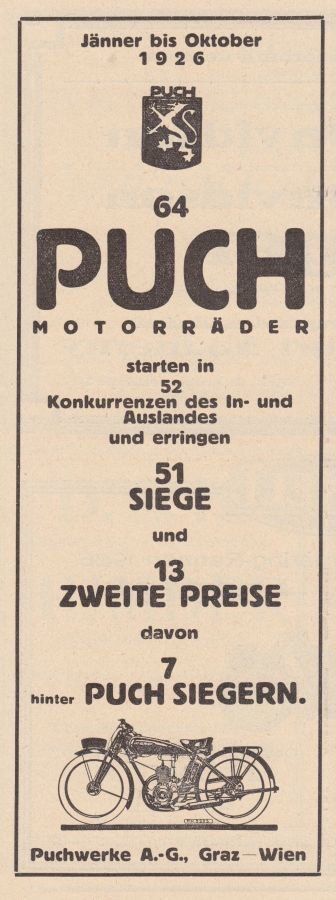 Jänner bis Oktober
1926
PUCH
64
PUCH
MOTORRÄDER
starten in
52
Konkurrenzen des In- und
Auslandes
und erringen
51
SIEGE
und
13
ZWEITE PREISE
davon
7
hinter PUCH SIEGERN.
Puchwerke A.-G., Graz-Wien